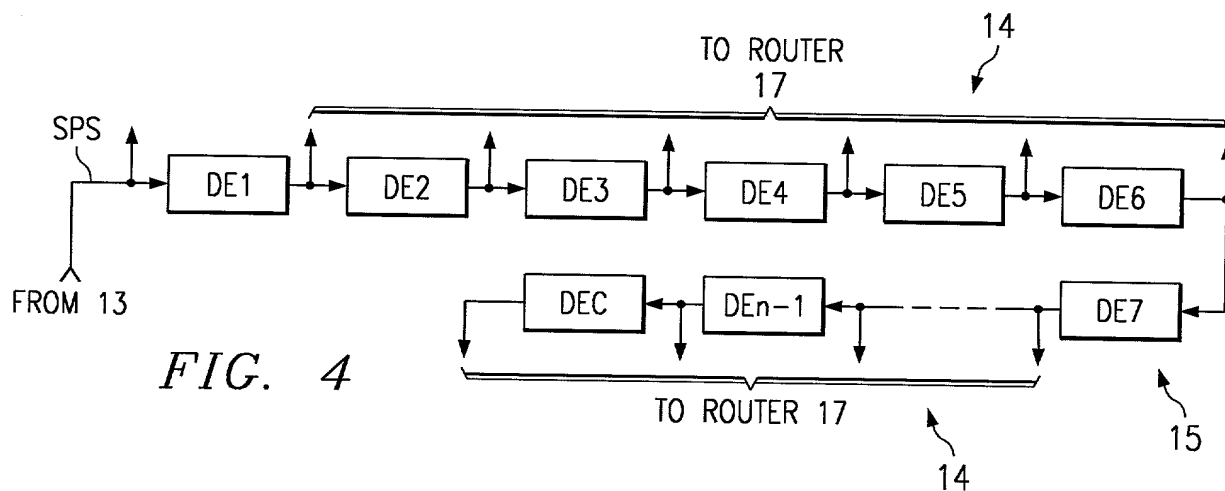 14
TO ROUTER
17
SPS
DE1
DE2
DE3
DE4
DE5
DE6
FROM 13
DEC
DEn-1
DE7
FIG. 4
TO ROUTER 17
14
15